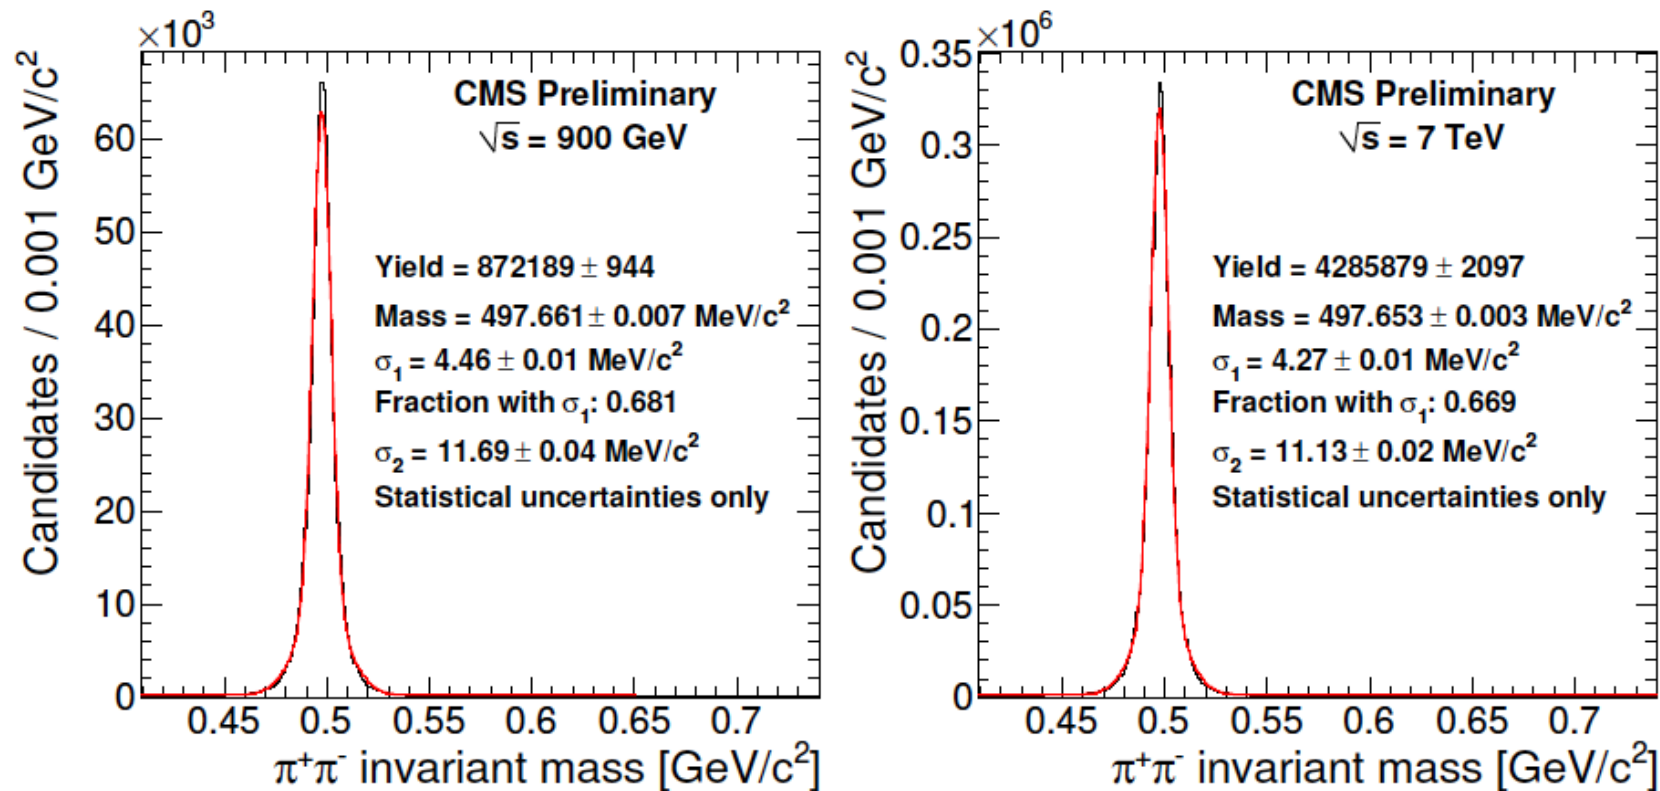 ×10³
Candidates / 0.001 GeV/c²
CMS Preliminary
√s = 900 GeV
Yield = 872189 ± 944
Mass = 497.661 ± 0.007 MeV/c²
σ₁ = 4.46 ± 0.01 MeV/c²
Fraction with σ₁: 0.681
σ₂ = 11.69 ± 0.04 MeV/c²
Statistical uncertainties only
60
50
40
30
20
10
0
0.45 0.5 0.55 0.6 0.65 0.7
π⁺π⁻ invariant mass [GeV/c²]
×10⁶
Candidates / 0.001 GeV/c²
CMS Preliminary
√s = 7 TeV
Yield = 4285879 ± 2097
Mass = 497.653 ± 0.003 MeV/c²
σ₁ = 4.27 ± 0.01 MeV/c²
Fraction with σ₁: 0.669
σ₂ = 11.13 ± 0.02 MeV/c²
Statistical uncertainties only
0.35
0.3
0.25
0.2
0.15
0.1
0.05
0
0.45 0.5 0.55 0.6 0.65 0.7
π⁺π⁻ invariant mass [GeV/c²]